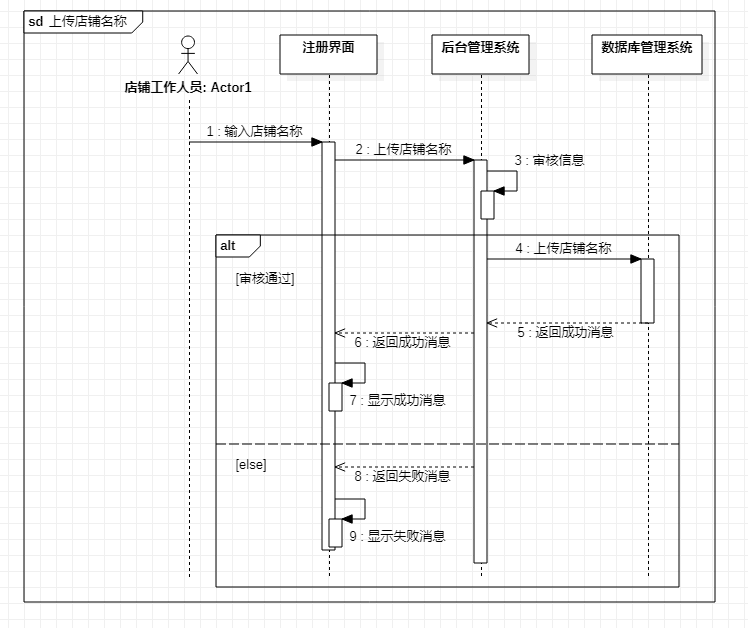 sd 上传店铺名称
注册界面
后台管理系统
数据库管理系统
店铺工作人员: Actor1
1 : 输入店铺名称
2 : 上传店铺名称
3 : 审核信息
alt
4 : 上传店铺名称
[审核通过]
5 : 返回成功消息
6 : 返回成功消息
7 : 显示成功消息
[else]
8 : 返回失败消息
9 : 显示失败消息